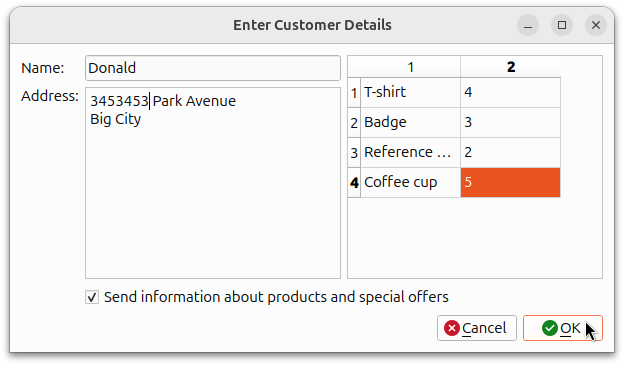 Enter Customer Details
Name:
Donald
Address:
3453453 Park Avenue
Big City
1 2
1 T-shirt 4
2 Badge 3
3 Reference ... 2
4 Coffee cup 5
Send information about products and special offers
Cancel
OK